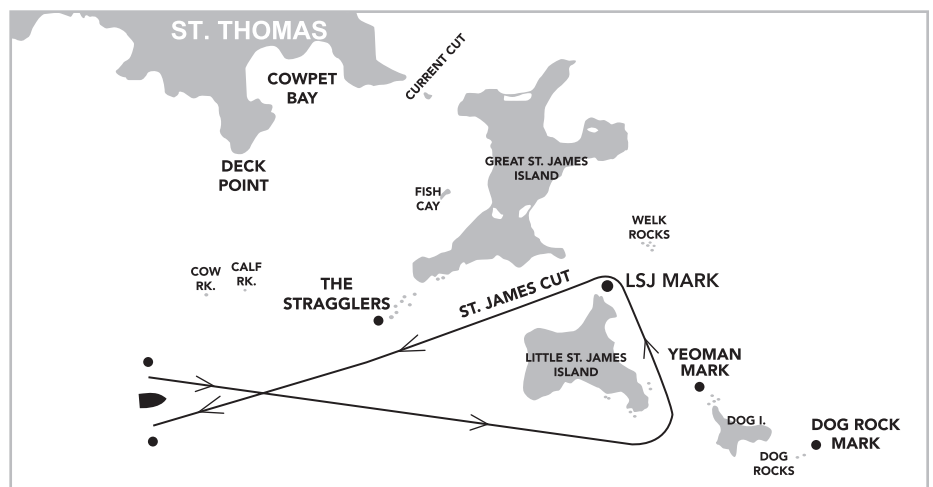 ST. THOMAS
CURRENT CUT
COWPET
BAY
DECK
POINT
GREAT ST. JAMES
ISLAND
FISH
CAY
WELK
ROCKS
COW
RK.
CALF
RK.
THE
STRAGGLERS
ST. JAMES CUT
LSJ MARK
LITTLE ST. JAMES
ISLAND
YEOMAN
MARK
DOG I.
DOG ROCK
MARK
DOG
ROCKS